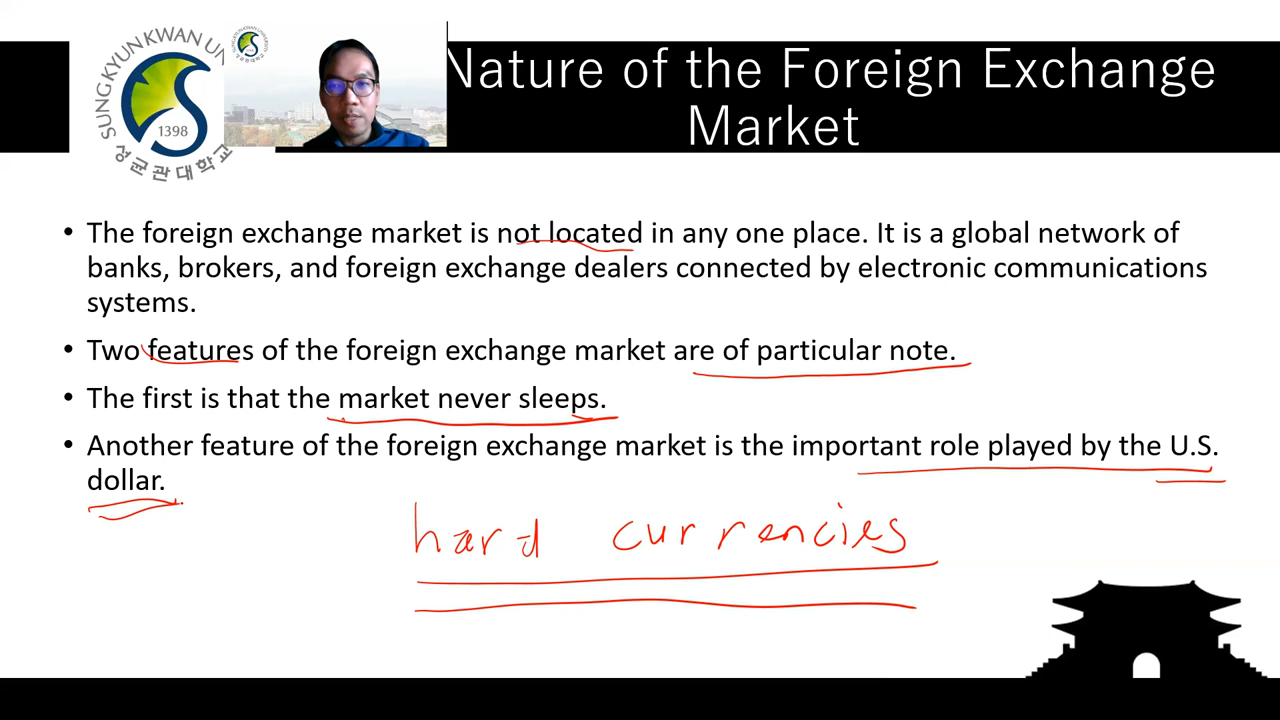 SUNGKYUNKWAN UNI
1398
성균관대학교
Nature of the Foreign Exchange
Market
• The foreign exchange market is not located in any one place. It is a global network of
banks, brokers, and foreign exchange dealers connected by electronic communications
systems.
• Two features of the foreign exchange market are of particular note.
• The first is that the market never sleeps.
• Another feature of the foreign exchange market is the important role played by the U.S.
dollar.
hard currencies